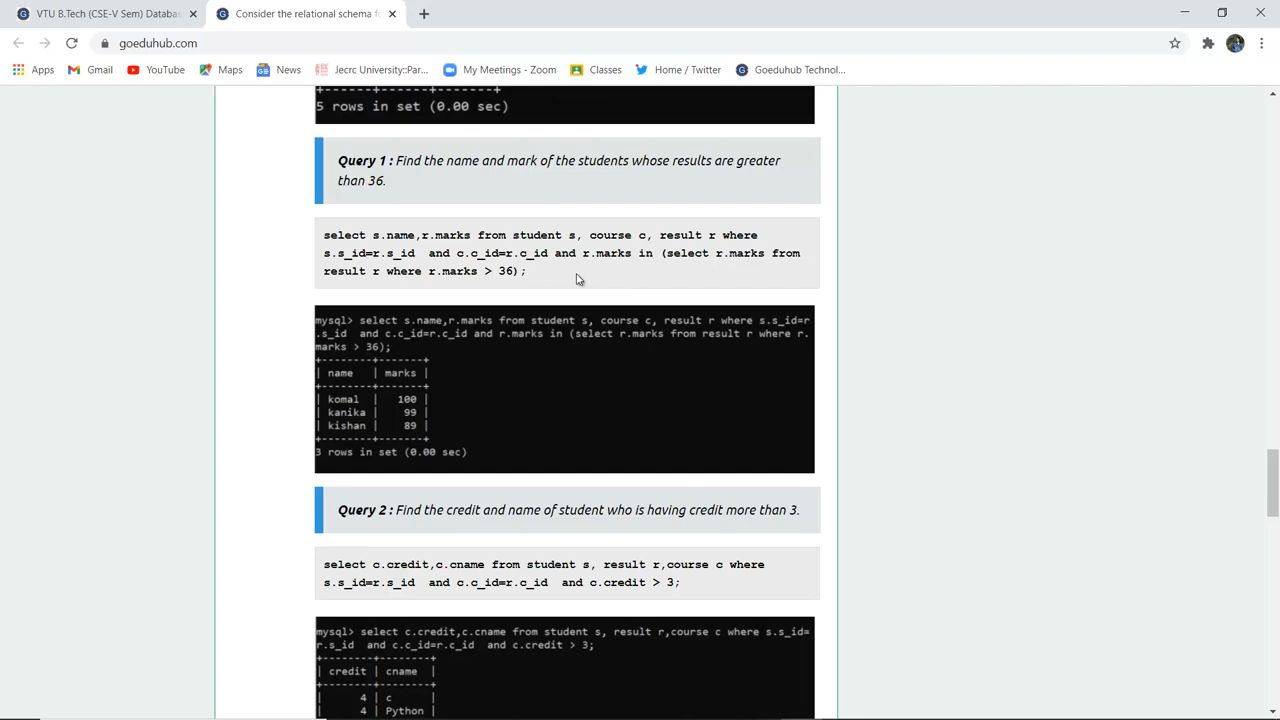 VTU B.Tech (CSE-V Sem) Databas
Consider the relational schema fo
goeduhub.com
Apps
Gmail
YouTube
Maps
News
Jecrc University::Par...
My Meetings - Zoom
Classes
Home / Twitter
Goeduhub Technol...
5 rows in set (0.00 sec)
Query 1 : Find the name and mark of the students whose results are greater
than 36.
select s.name,r.marks from student s, course c, result r where
s.s_id=r.s_id  and c.c_id=r.c_id and r.marks in (select r.marks from
result r where r.marks > 36);
mysql> select s.name,r.marks from student s, course c, result r where s.s_id=r
.s_id  and c.c_id=r.c_id and r.marks in (select r.marks from result r where r.
marks > 36);
+--------+-------+
| name   | marks |
+--------+-------+
| komal  |   100 |
| kanika |    99 |
| kishan |    89 |
+--------+-------+
3 rows in set (0.00 sec)
Query 2 : Find the credit and name of student who is having credit more than 3.
select c.credit,c.cname from student s, result r,course c where
s.s_id=r.s_id  and c.c_id=r.c_id  and c.credit > 3;
mysql> select c.credit,c.cname from student s, result r,course c where s.s_id=
r.s_id  and c.c_id=r.c_id  and c.credit > 3;
+--------+--------+
| credit | cname  |
+--------+--------+
|      4 | c
|      4 | Python |